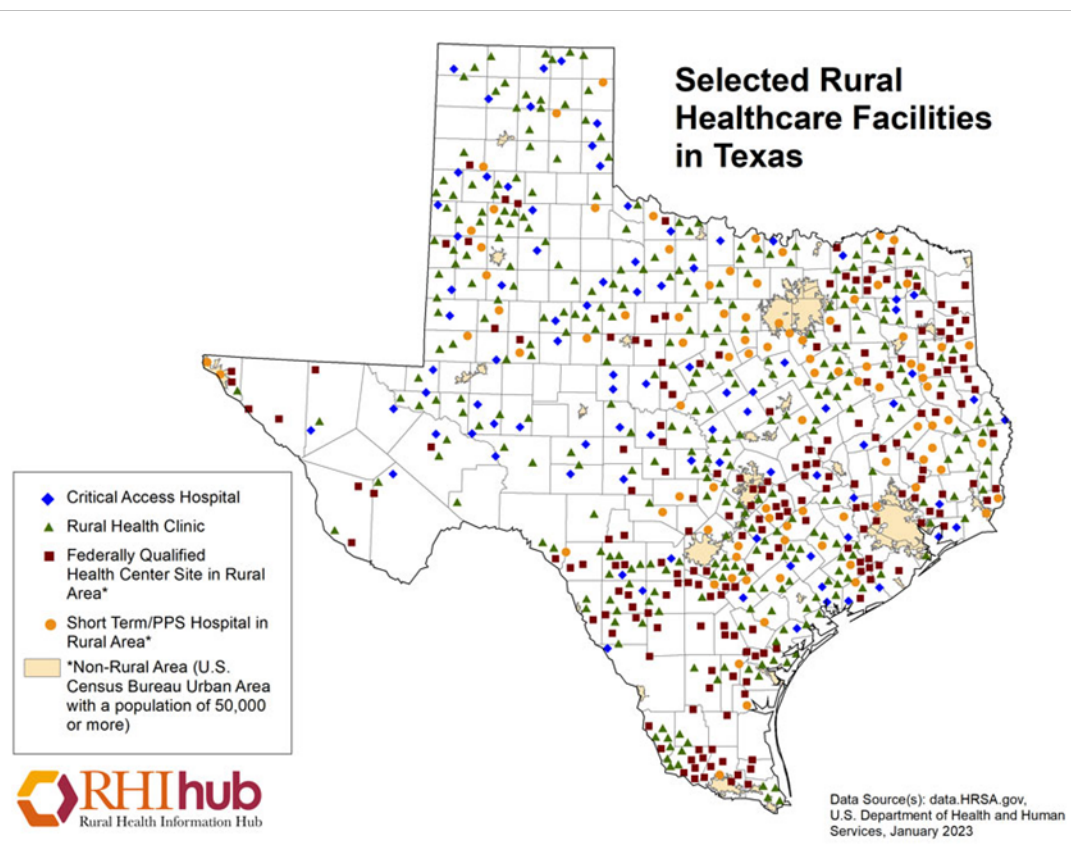 Selected Rural
Healthcare Facilities
in Texas
Critical Access Hospital
Rural Health Clinic
Federally Qualified
Health Center Site in Rural
Area*
Short Term/PPS Hospital in
Rural Area*
*Non-Rural Area (U.S.
Census Bureau Urban Area
with a population of 50,000
or more)
RHIhub
Rural Health Information Hub
Data Source(s): data.HRSA.gov,
U.S. Department of Health and Human
Services, January 2023